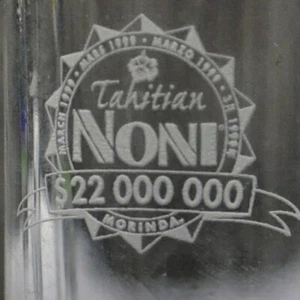 MARCH 1999 • MARS 1999 • MARZO 1999 •
Tahitian
NONI
$22 000 000
MORINDA